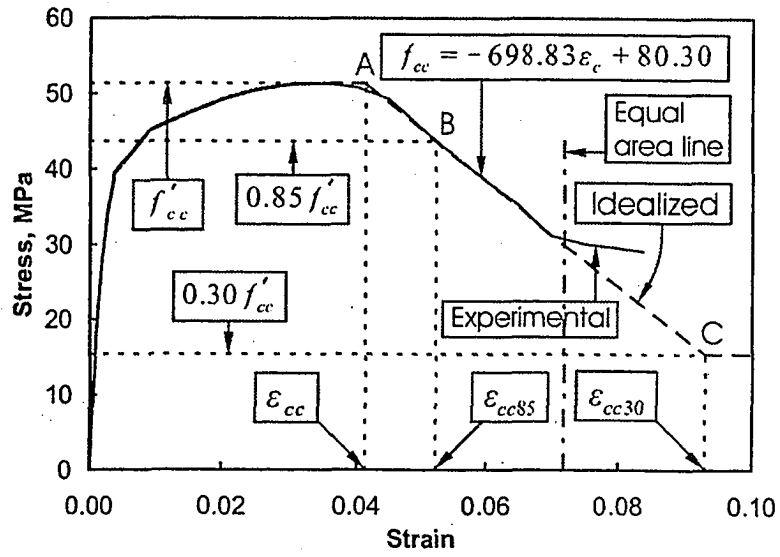 60
50
40
30
20
10
0
Stress, MPa
0.00
0.02
0.04
0.06
0.08
0.10
Strain
A
B
C
f_cc = -698.83ε_c + 80.30
Equal
area line
f'_cc
0.85 f'_cc
Idealized
0.30 f'_cc
Experimental
ε_cc
ε_cc85
ε_cc30